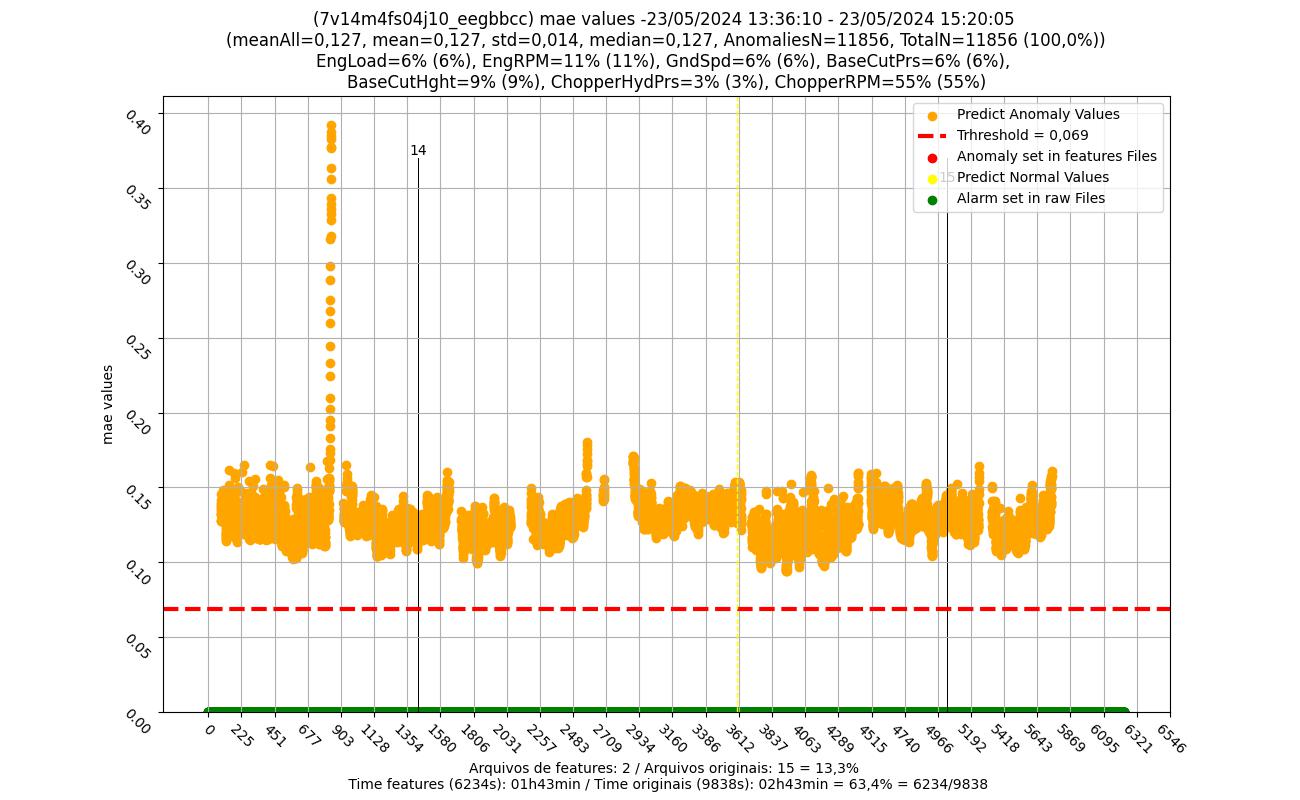 (7v14m4fs04j10_eegbbcc) mae values -23/05/2024 13:36:10 - 23/05/2024 15:20:05
(meanAll=0,127, mean=0,127, std=0,014, median=0,127, AnomaliesN=11856, TotalN=11856 (100,0%))
EngLoad=6% (6%), EngRPM=11% (11%), GndSpd=6% (6%), BaseCutPrs=6% (6%),
BaseCutHght=9% (9%), ChopperHydPrs=3% (3%), ChopperRPM=55% (55%)
Predict Anomaly Values
Trhreshold = 0,069
Anomaly set in features Files
Predict Normal Values
Alarm set in raw Files
14
15
mae values
0.40
0.35
0.30
0.25
0.20
0.15
0.10
0.05
0.00
0 225 451 677 903 1128 1354 1580 1806 2031 2257 2483 2709 2934 3160 3386 3612 3837 4063 4289 4515 4740 4966 5192 5418 5643 5869 6095 6321 6546
Arquivos de features: 2 / Arquivos originais: 15 = 13,3%
Time features (6234s): 01h43min / Time originais (9838s): 02h43min = 63,4% = 6234/9838